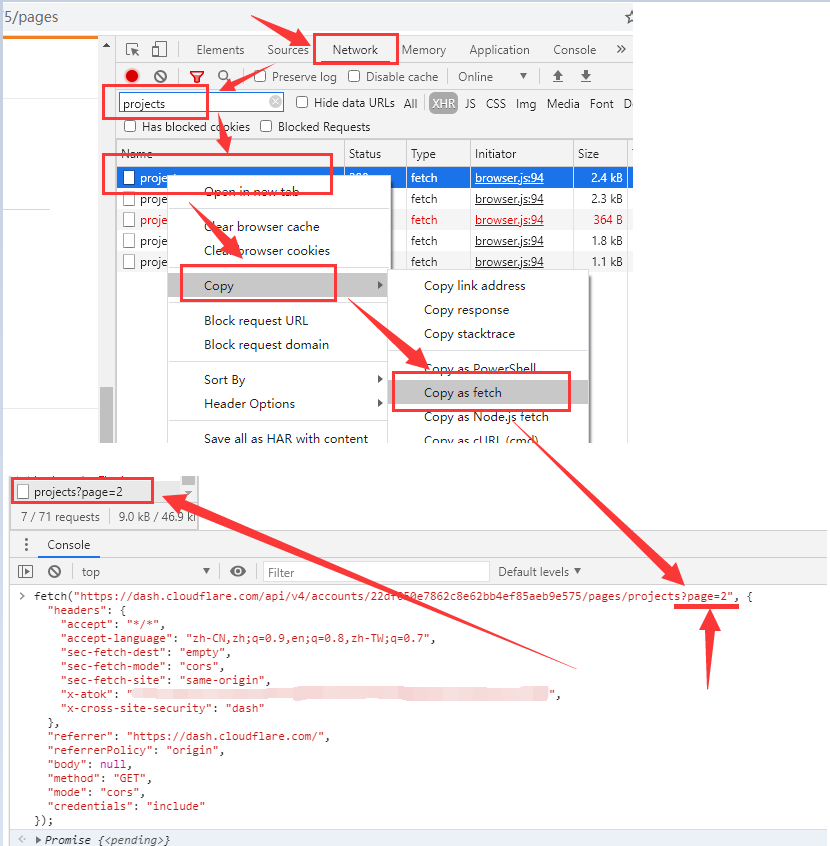 5/pages
Elements Sources Network Memory Application Console »
Preserve log Disable cache Online
projects Hide data URLs All XHR JS CSS Img Media Font D
Has blocked cookies Blocked Requests
Name Status Type Initiator Size
projec 200 fetch browser.js:94 2.4 kB
proje fetch browser.js:94 2.3 kB
proje fetch browser.js:94 364 B
proje fetch browser.js:94 1.8 kB
proje fetch browser.js:94 1.1 kB
Open in new tab
Clear browser cache
Clear browser cookies
Copy
Block request URL
Block request domain
Sort By
Header Options
Save all as HAR with content
Copy link address
Copy response
Copy stacktrace
Copy as PowerShell
Copy as fetch
Copy as Node.js fetch
Copy as cURL (cmd)
projects?page=2
7 / 71 requests 9.0 kB / 46.9 k
Console
top Filter Default levels
fetch("https://dash.cloudflare.com/api/v4/accounts/22df650e7862c8e62bb4ef85aeb9e575/pages/projects?page=2", {
"headers": {
"accept": "*/*",
"accept-language": "zh-CN,zh;q=0.9,en;q=0.8,zh-TW;q=0.7",
"sec-fetch-dest": "empty",
"sec-fetch-mode": "cors",
"sec-fetch-site": "same-origin",
"x-atok": "",
"x-cross-site-security": "dash"
},
"referrer": "https://dash.cloudflare.com/",
"referrerPolicy": "origin",
"body": null,
"method": "GET",
"mode": "cors",
"credentials": "include"
});
Promise {<pending>}